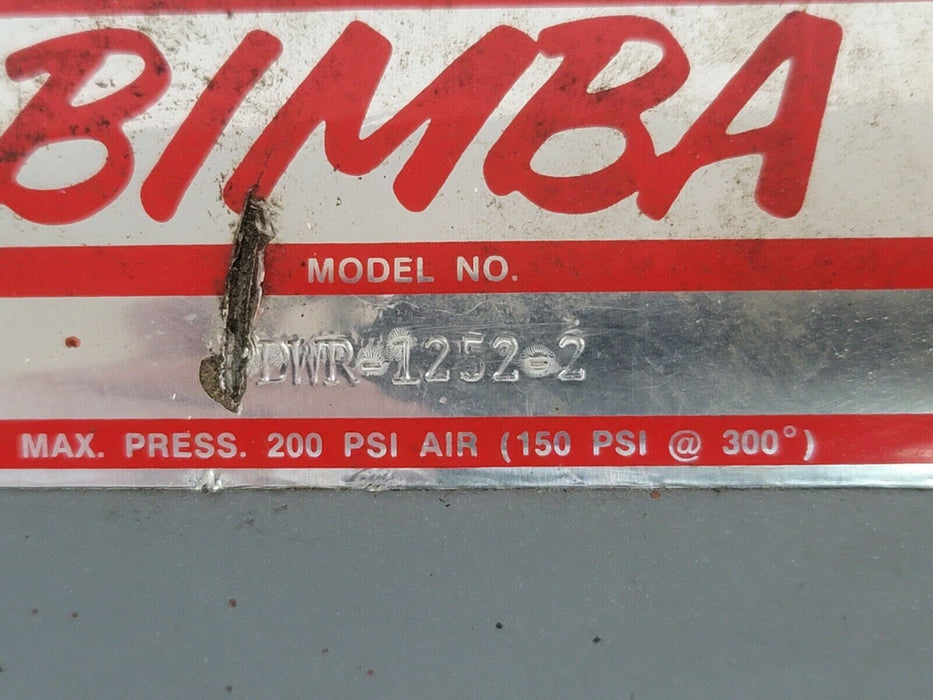 BIMBA
MODEL NO.
DWR-1252-2
MAX. PRESS. 200 PSI AIR (150 PSI @ 300°)